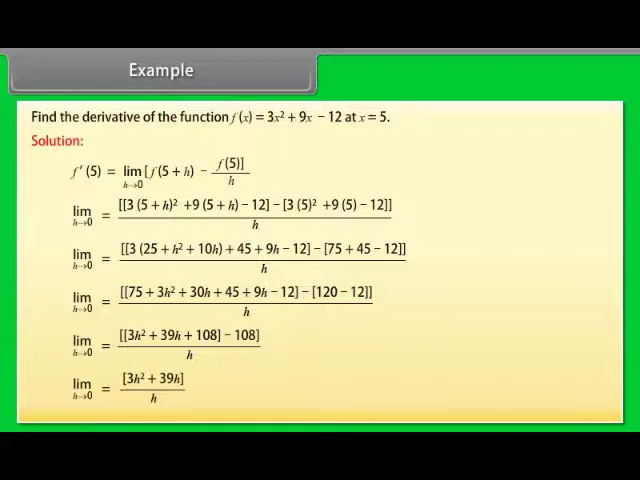 Example
Find the derivative of the function f (x) = 3x² + 9x − 12 at x = 5.
Solution:
f ′ (5) = lim h→0 [ f (5 + h) − f (5)] / h
lim h→0 = [[3 (5 + h)² +9 (5 + h) − 12] − [3 (5)² +9 (5) − 12]] / h
lim h→0 = [[3 (25 + h² + 10h) + 45 + 9h − 12] − [75 + 45 − 12]] / h
lim h→0 = [[75 + 3h² + 30h + 45 + 9h − 12] − [120 − 12]] / h
lim h→0 = [[3h² + 39h + 108] − 108] / h
lim h→0 = [3h² + 39h] / h